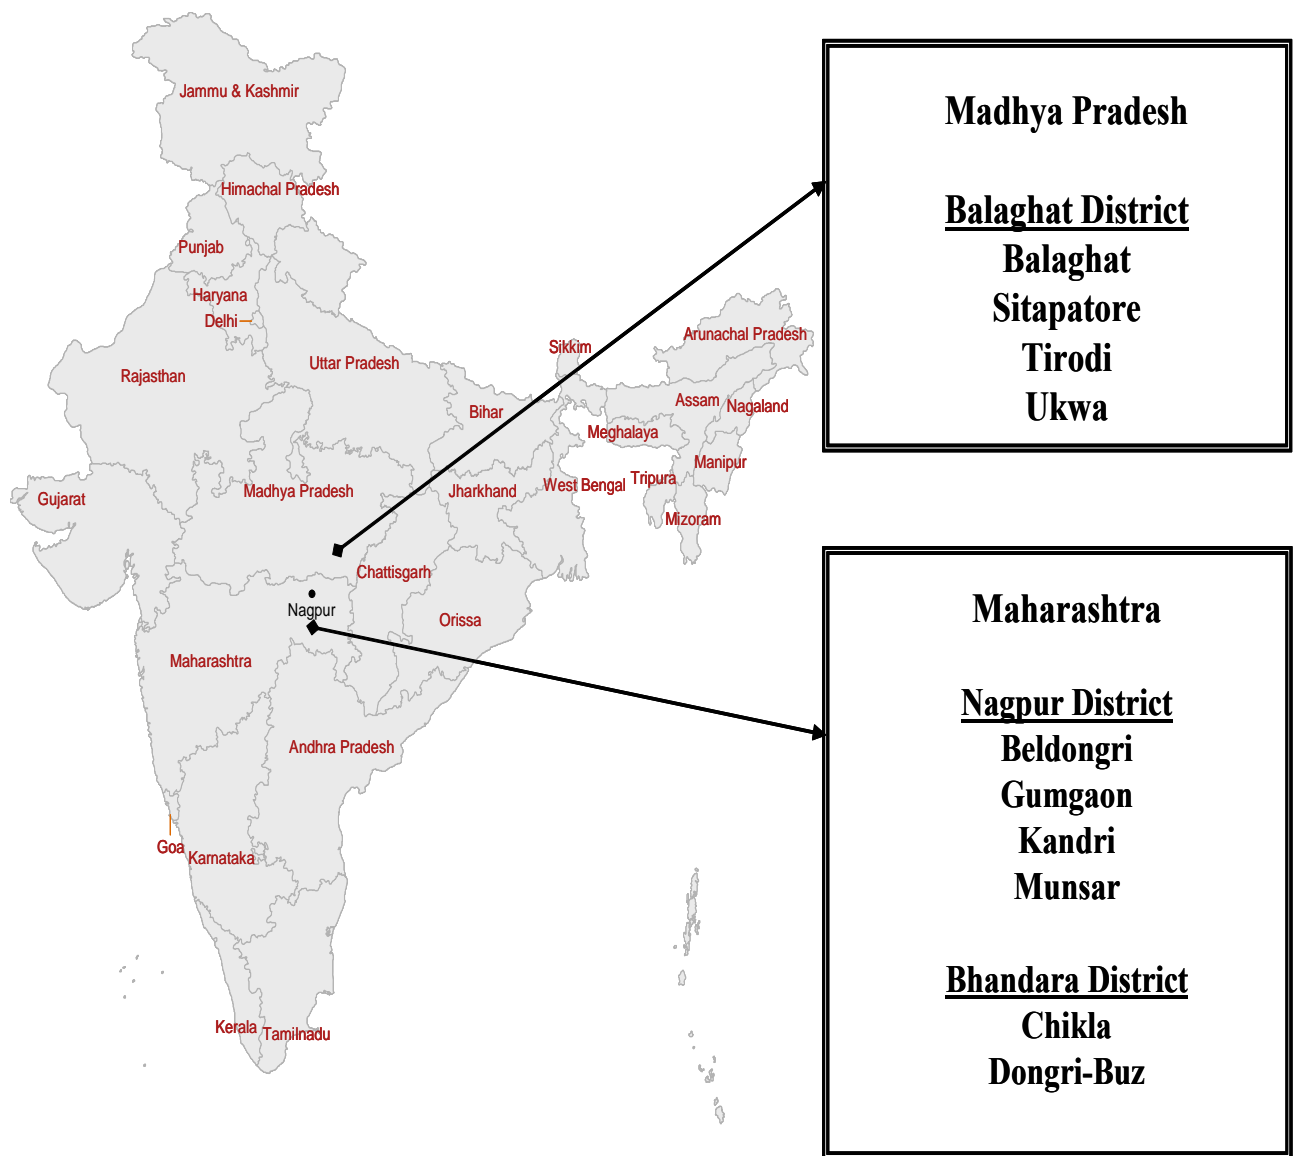 Jammu & Kashmir
Himachal Pradesh
Punjab
Haryana
Delhi
Uttar Pradesh
Rajasthan
Sikkim
Arunachal Pradesh
Assam
Nagaland
Bihar
Meghalaya
Manipur
Tripura
West Bengal
Jharkhand
Madhya Pradesh
Gujarat
Mizoram
Chattisgarh
Nagpur
Orissa
Maharashtra
Andhra Pradesh
Goa
Karnataka
Kerala
Tamilnadu
Madhya Pradesh
Balaghat District
Balaghat
Sitapatore
Tirodi
Ukwa
Maharashtra
Nagpur District
Beldongri
Gumgaon
Kandri
Munsar
Bhandara District
Chikla
Dongri-Buz